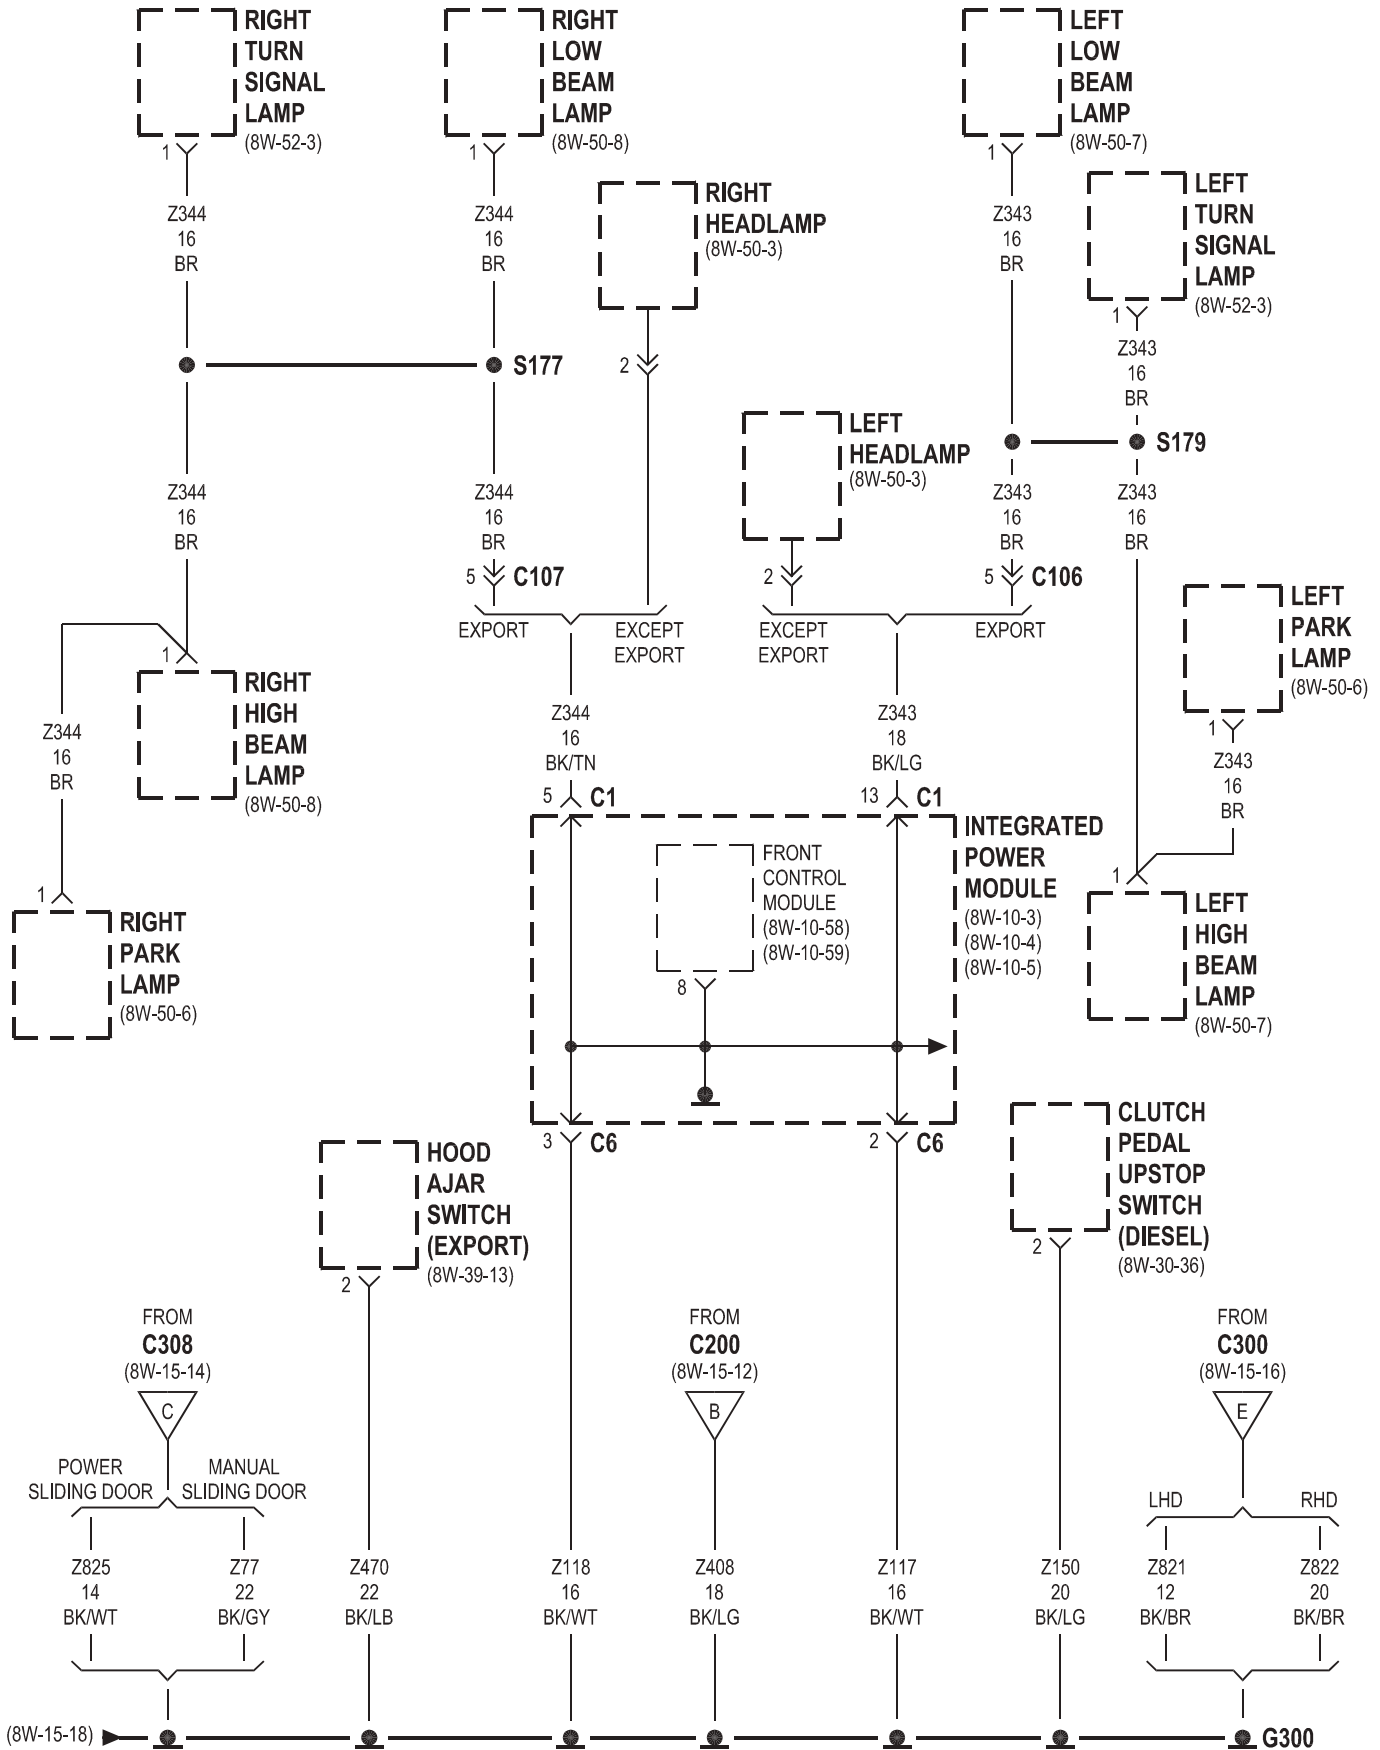 RIGHT
TURN
SIGNAL
LAMP
(8W-52-3)
1
Z344
16
BR
RIGHT
LOW
BEAM
LAMP
(8W-50-8)
1
Z344
16
BR
RIGHT
HEADLAMP
(8W-50-3)
2
LEFT
LOW
BEAM
LAMP
(8W-50-7)
1
Z343
16
BR
LEFT
TURN
SIGNAL
LAMP
(8W-52-3)
1
Z343
16
BR
S177
LEFT
HEADLAMP
(8W-50-3)
2
S179
Z344
16
BR
Z344
16
BR
5
C107
Z343
16
BR
5
C106
Z343
16
BR
EXPORT
EXCEPT
EXPORT
EXCEPT
EXPORT
EXPORT
LEFT
PARK
LAMP
(8W-50-6)
1
Z343
16
BR
1
RIGHT
HIGH
BEAM
LAMP
(8W-50-8)
Z344
16
BR
1
RIGHT
PARK
LAMP
(8W-50-6)
Z344
16
BK/TN
5
C1
Z343
18
BK/LG
13
C1
INTEGRATED
POWER
MODULE
(8W-10-3)
(8W-10-4)
(8W-10-5)
FRONT
CONTROL
MODULE
(8W-10-58)
(8W-10-59)
8
1
LEFT
HIGH
BEAM
LAMP
(8W-50-7)
3
C6
2
C6
HOOD
AJAR
SWITCH
(EXPORT)
(8W-39-13)
2
CLUTCH
PEDAL
UPSTOP
SWITCH
(DIESEL)
(8W-30-36)
2
FROM
C308
(8W-15-14)
C
FROM
C200
(8W-15-12)
B
FROM
C300
(8W-15-16)
E
POWER
SLIDING DOOR
MANUAL
SLIDING DOOR
LHD
RHD
Z825
14
BK/WT
Z77
22
BK/GY
Z470
22
BK/LB
Z118
16
BK/WT
Z408
18
BK/LG
Z117
16
BK/WT
Z150
20
BK/LG
Z821
12
BK/BR
Z822
20
BK/BR
(8W-15-18)
G300